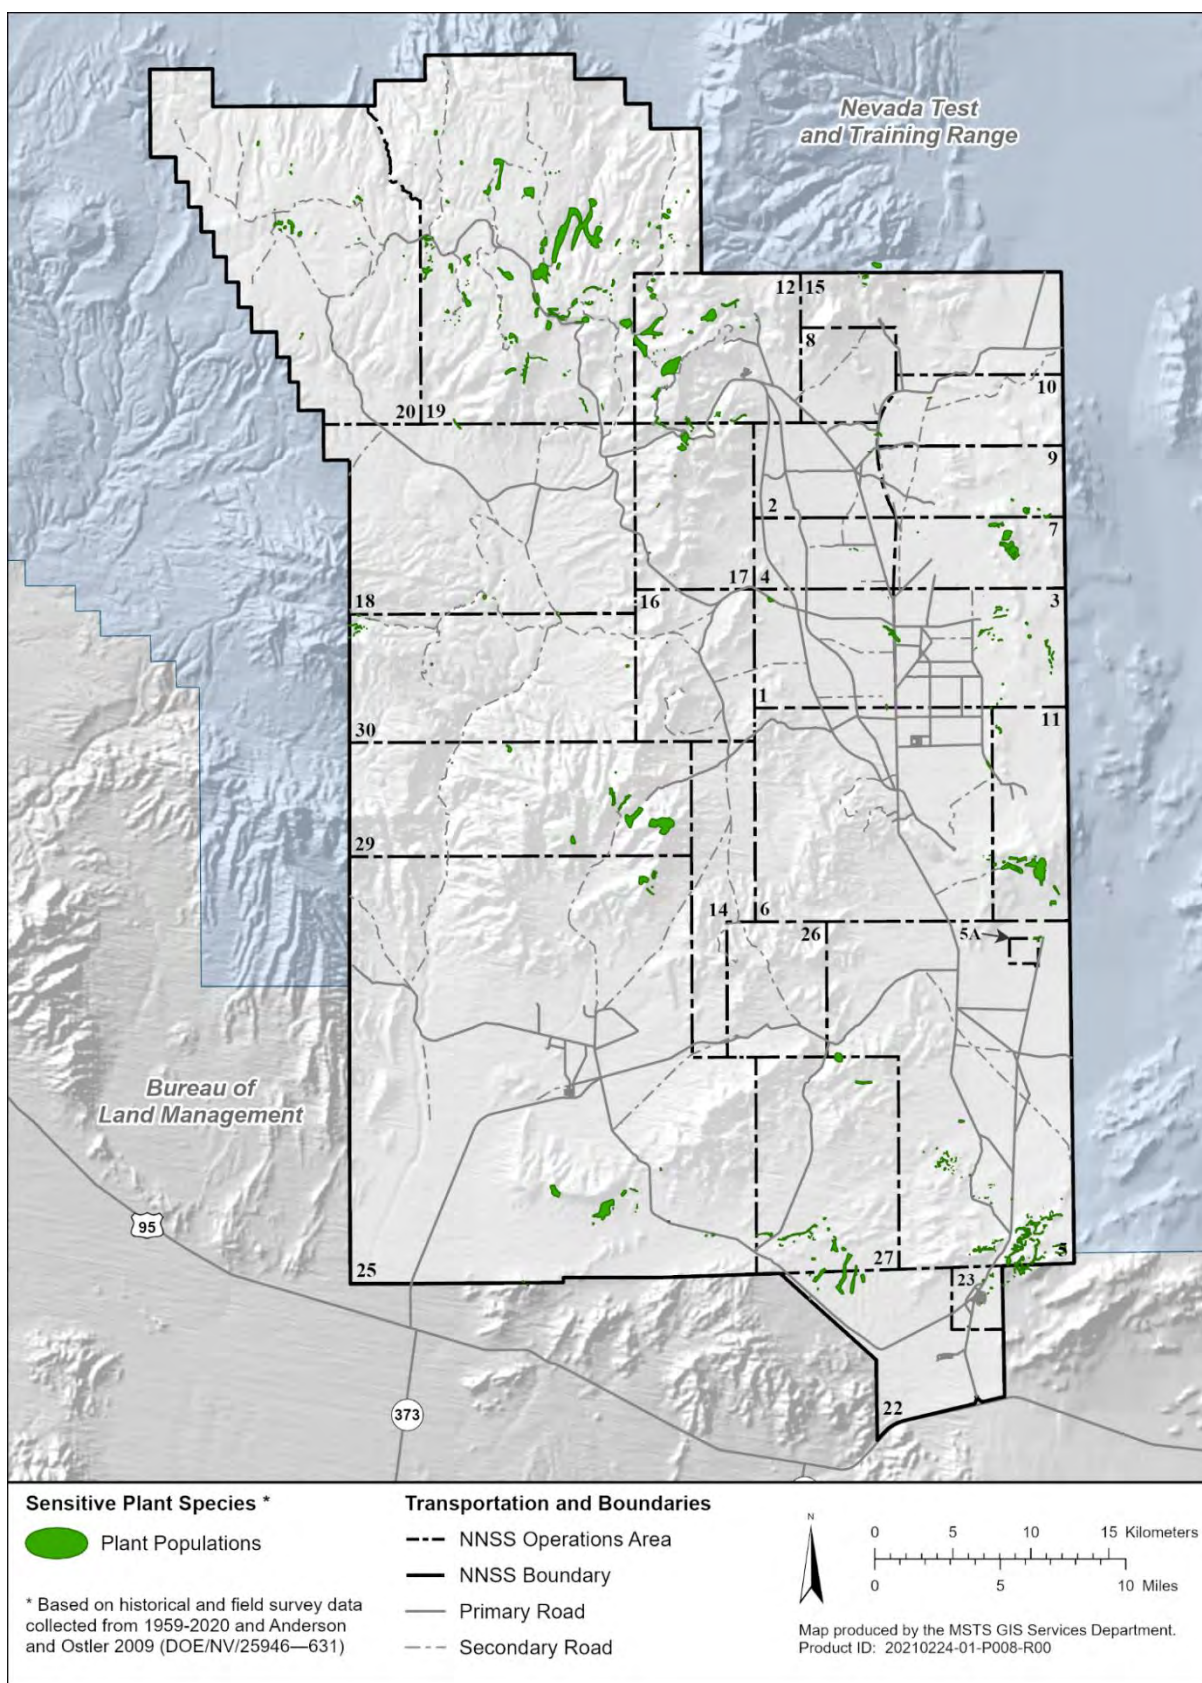 Nevada Test
and Training Range
12 15
8
10
20 19
9
2
7
17 4
18
16
3
1
30
11
29
14 6
26
5A
Bureau of
Land Management
95
25
27
5
23
373
22
Sensitive Plant Species *
Plant Populations
* Based on historical and field survey data
collected from 1959-2020 and Anderson
and Ostler 2009 (DOE/NV/25946—631)
Transportation and Boundaries
NNSS Operations Area
NNSS Boundary
Primary Road
Secondary Road
N
0 5 10 15 Kilometers
0 5 10 Miles
Map produced by the MSTS GIS Services Department.
Product ID: 20210224-01-P008-R00